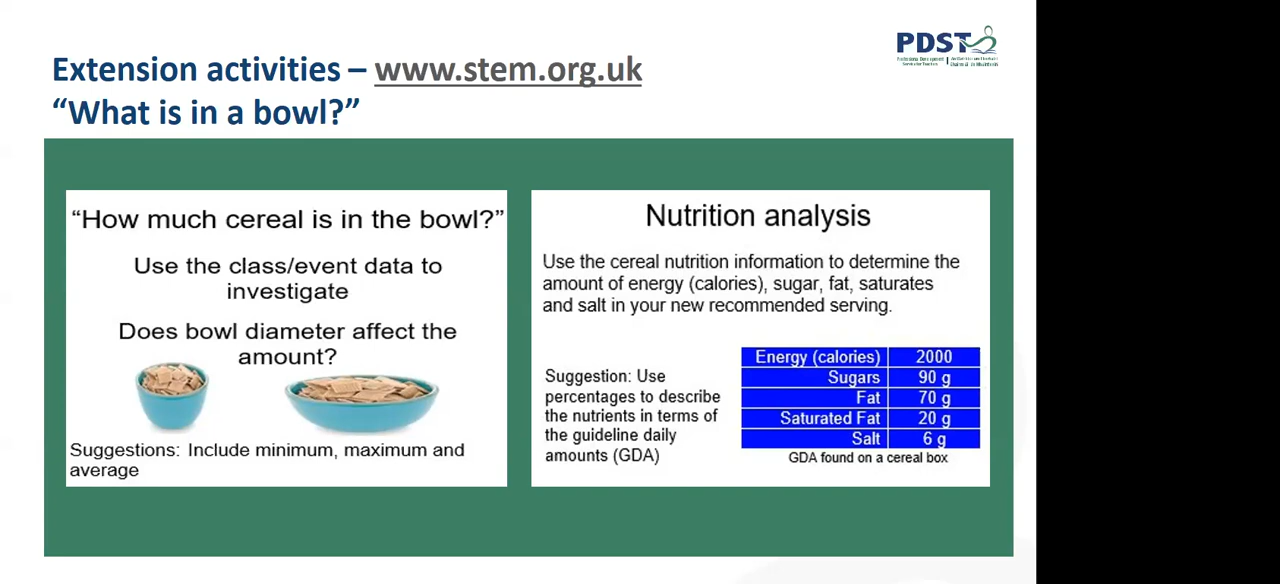 PDST
Extension activities – www.stem.org.uk
“What is in a bowl?”
“How much cereal is in the bowl?”
Use the class/event data to
investigate
Does bowl diameter affect the
amount?
Suggestions: Include minimum, maximum and
average
Nutrition analysis
Use the cereal nutrition information to determine the
amount of energy (calories), sugar, fat, saturates
and salt in your new recommended serving.
Suggestion: Use
percentages to describe
the nutrients in terms of
the guideline daily
amounts (GDA)
Energy (calories) 2000
Sugars 90 g
Fat 70 g
Saturated Fat 20 g
Salt 6 g
GDA found on a cereal box